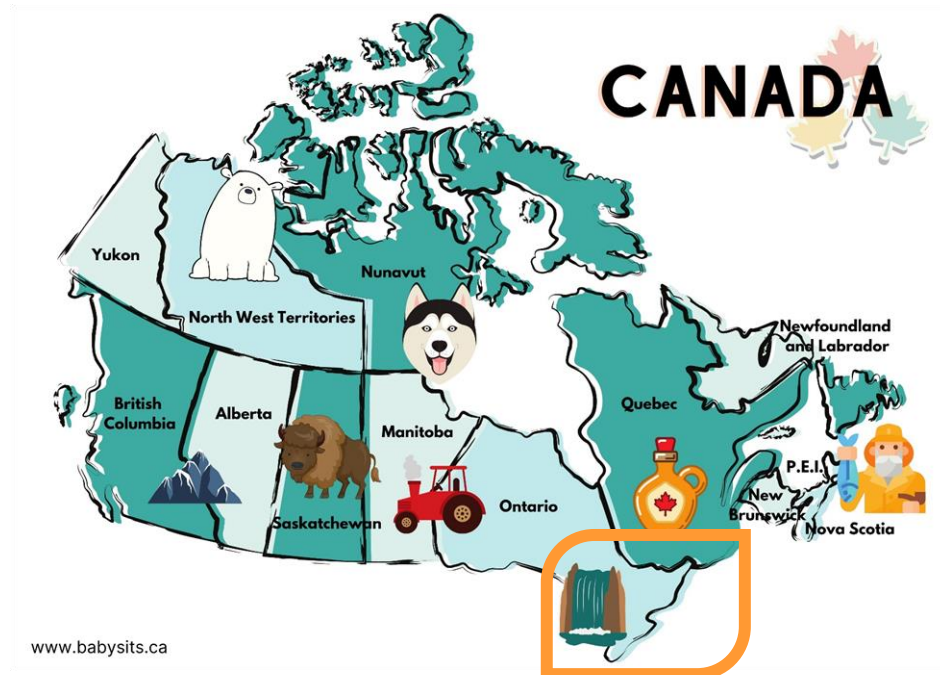 CANADA
Yukon
Nunavut
North West Territories
Newfoundland
and Labrador
British
Columbia
Alberta
Manitoba
Quebec
Saskatchewan
Ontario
P.E.I.
New
Brunswick
Nova Scotia
www.babysits.ca